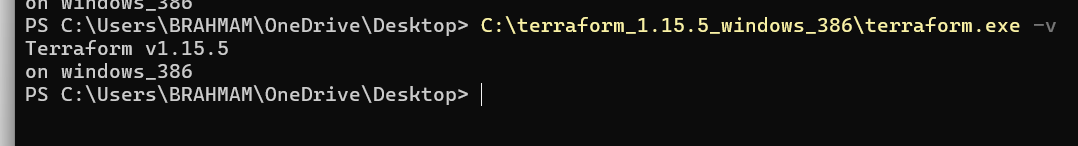 on windows_386
PS C:\Users\BRAHMAM\OneDrive\Desktop> C:\terraform_1.15.5_windows_386\terraform.exe -v
Terraform v1.15.5
on windows_386
PS C:\Users\BRAHMAM\OneDrive\Desktop>